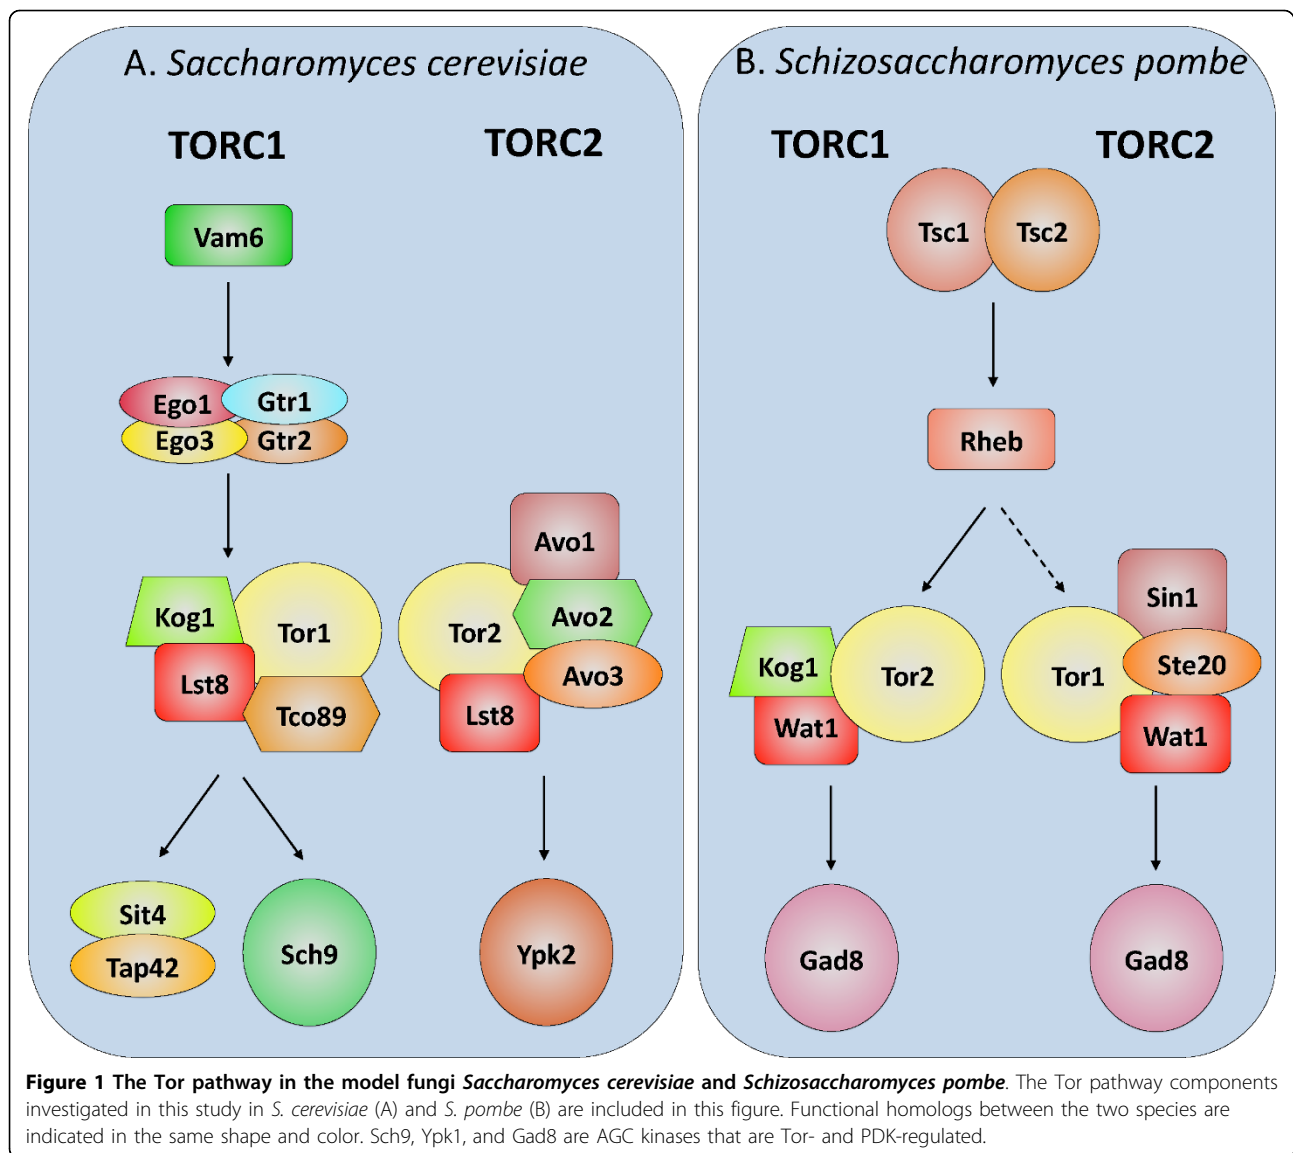 A. Saccharomyces cerevisiae
TORC1
TORC2
Vam6
Ego1
Gtr1
Ego3
Gtr2
Avo1
Kog1
Tor1
Tor2
Avo2
Lst8
Avo3
Tco89
Lst8
Sit4
Tap42
Sch9
Ypk2
B. Schizosaccharomyces pombe
TORC1
TORC2
Tsc1
Tsc2
Rheb
Sin1
Kog1
Tor2
Tor1
Ste20
Wat1
Wat1
Gad8
Gad8
Figure 1 The Tor pathway in the model fungi Saccharomyces cerevisiae and Schizosaccharomyces pombe. The Tor pathway components
investigated in this study in S. cerevisiae (A) and S. pombe (B) are included in this figure. Functional homologs between the two species are
indicated in the same shape and color. Sch9, Ypk1, and Gad8 are AGC kinases that are Tor- and PDK-regulated.